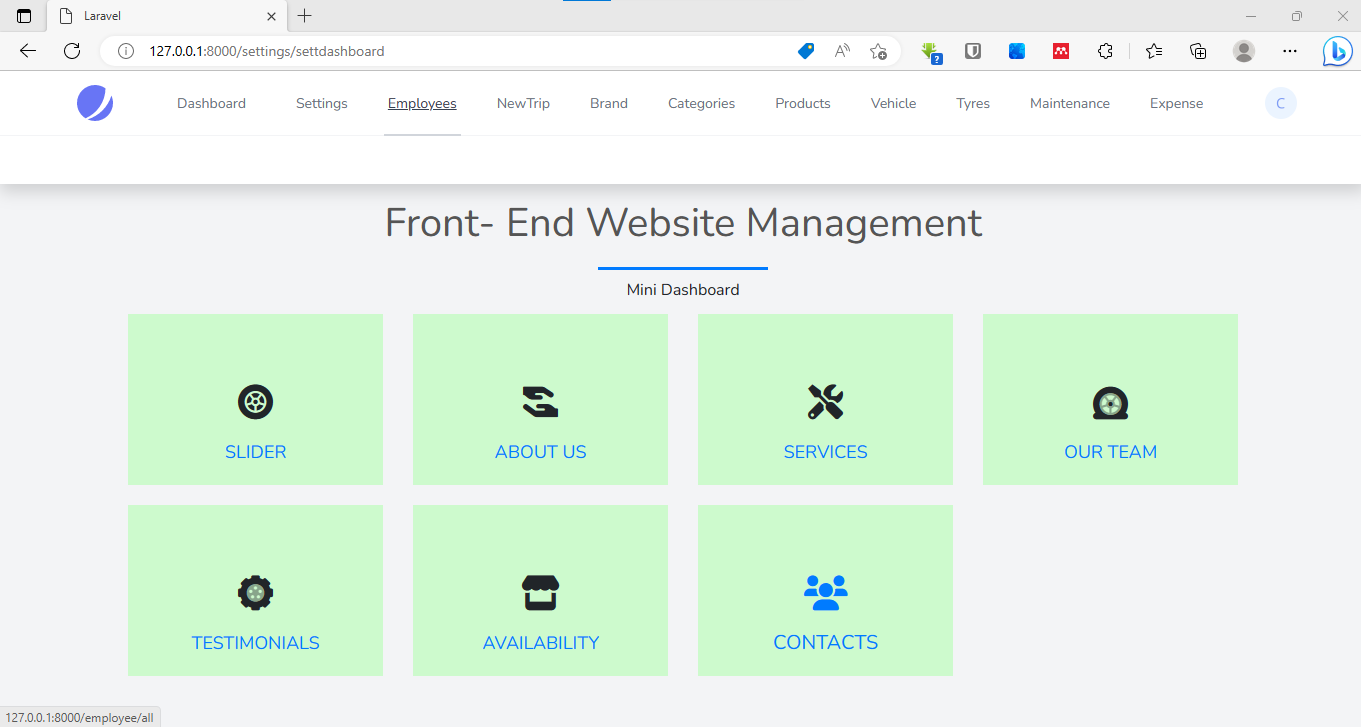 Laravel
127.0.0.1:8000/settings/settdashboard
Dashboard Settings Employees NewTrip Brand Categories Products Vehicle Tyres Maintenance Expense C
Front- End Website Management
Mini Dashboard
SLIDER ABOUT US SERVICES OUR TEAM
TESTIMONIALS AVAILABILITY CONTACTS
127.0.0.1:8000/employee/all